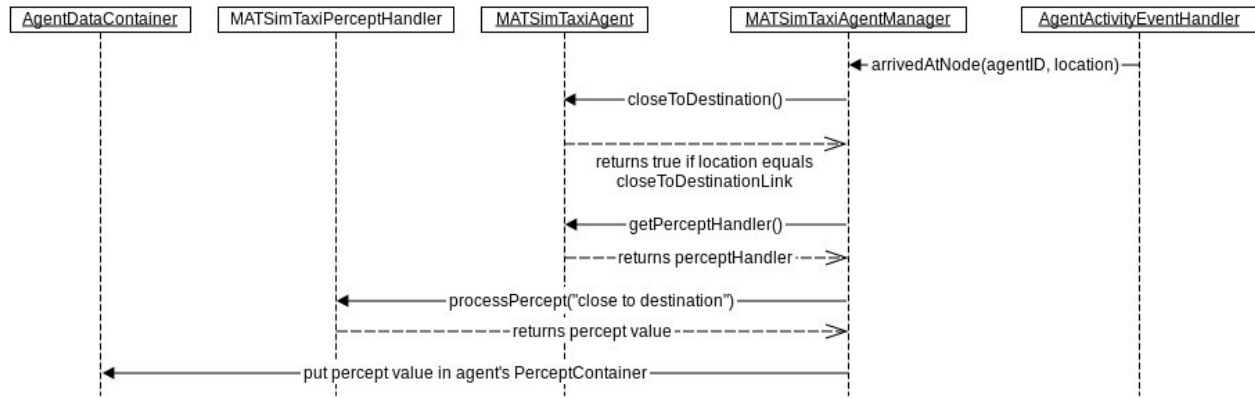 AgentDataContainer
MATSimTaxiPerceptHandler
MATSimTaxiAgent
MATSimTaxiAgentManager
AgentActivityEventHandler
arrivedAtNode(agentID, location)
closeToDestination()
returns true if location equals
closeToDestinationLink
getPerceptHandler()
returns perceptHandler
processPercept("close to destination")
returns percept value
put percept value in agent's PerceptContainer